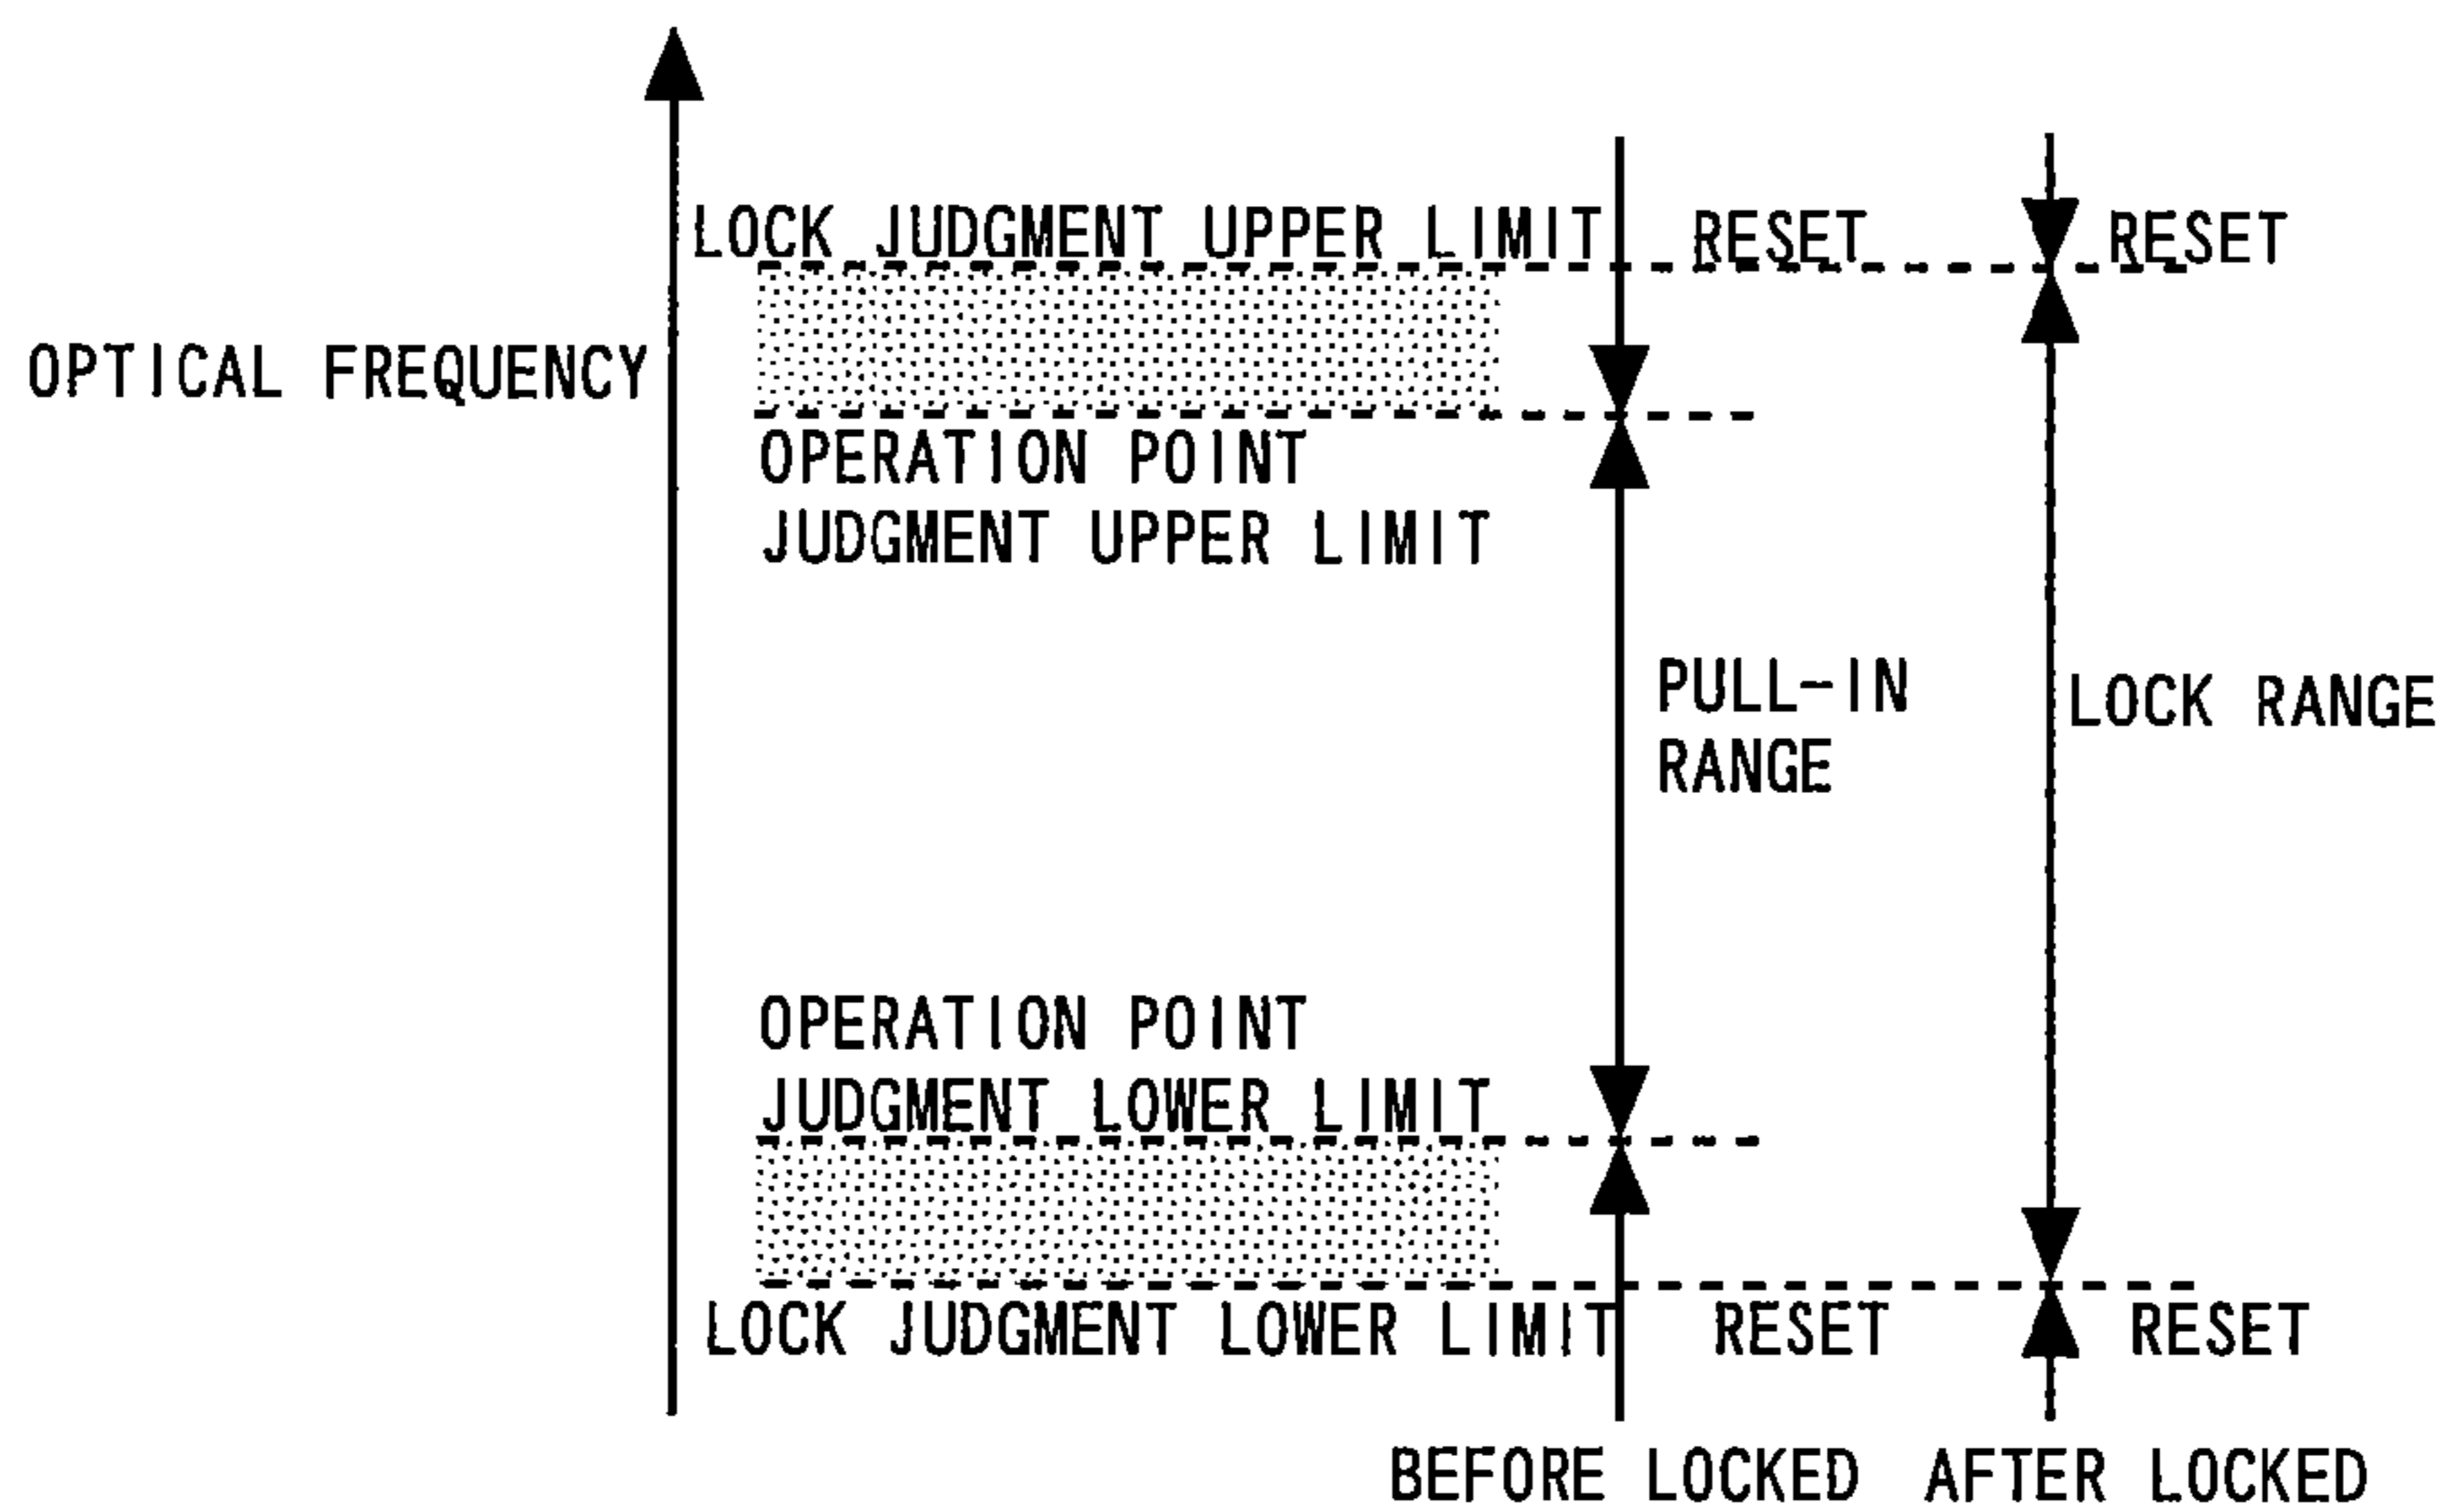 LOCK JUDGMENT UPPER LIMIT RESET RESET
OPTICAL FREQUENCY
OPERATION POINT
JUDGMENT UPPER LIMIT
PULL-IN
RANGE
LOCK RANGE
OPERATION POINT
JUDGMENT LOWER LIMIT
LOCK JUDGMENT LOWER LIMIT RESET RESET
BEFORE LOCKED AFTER LOCKED